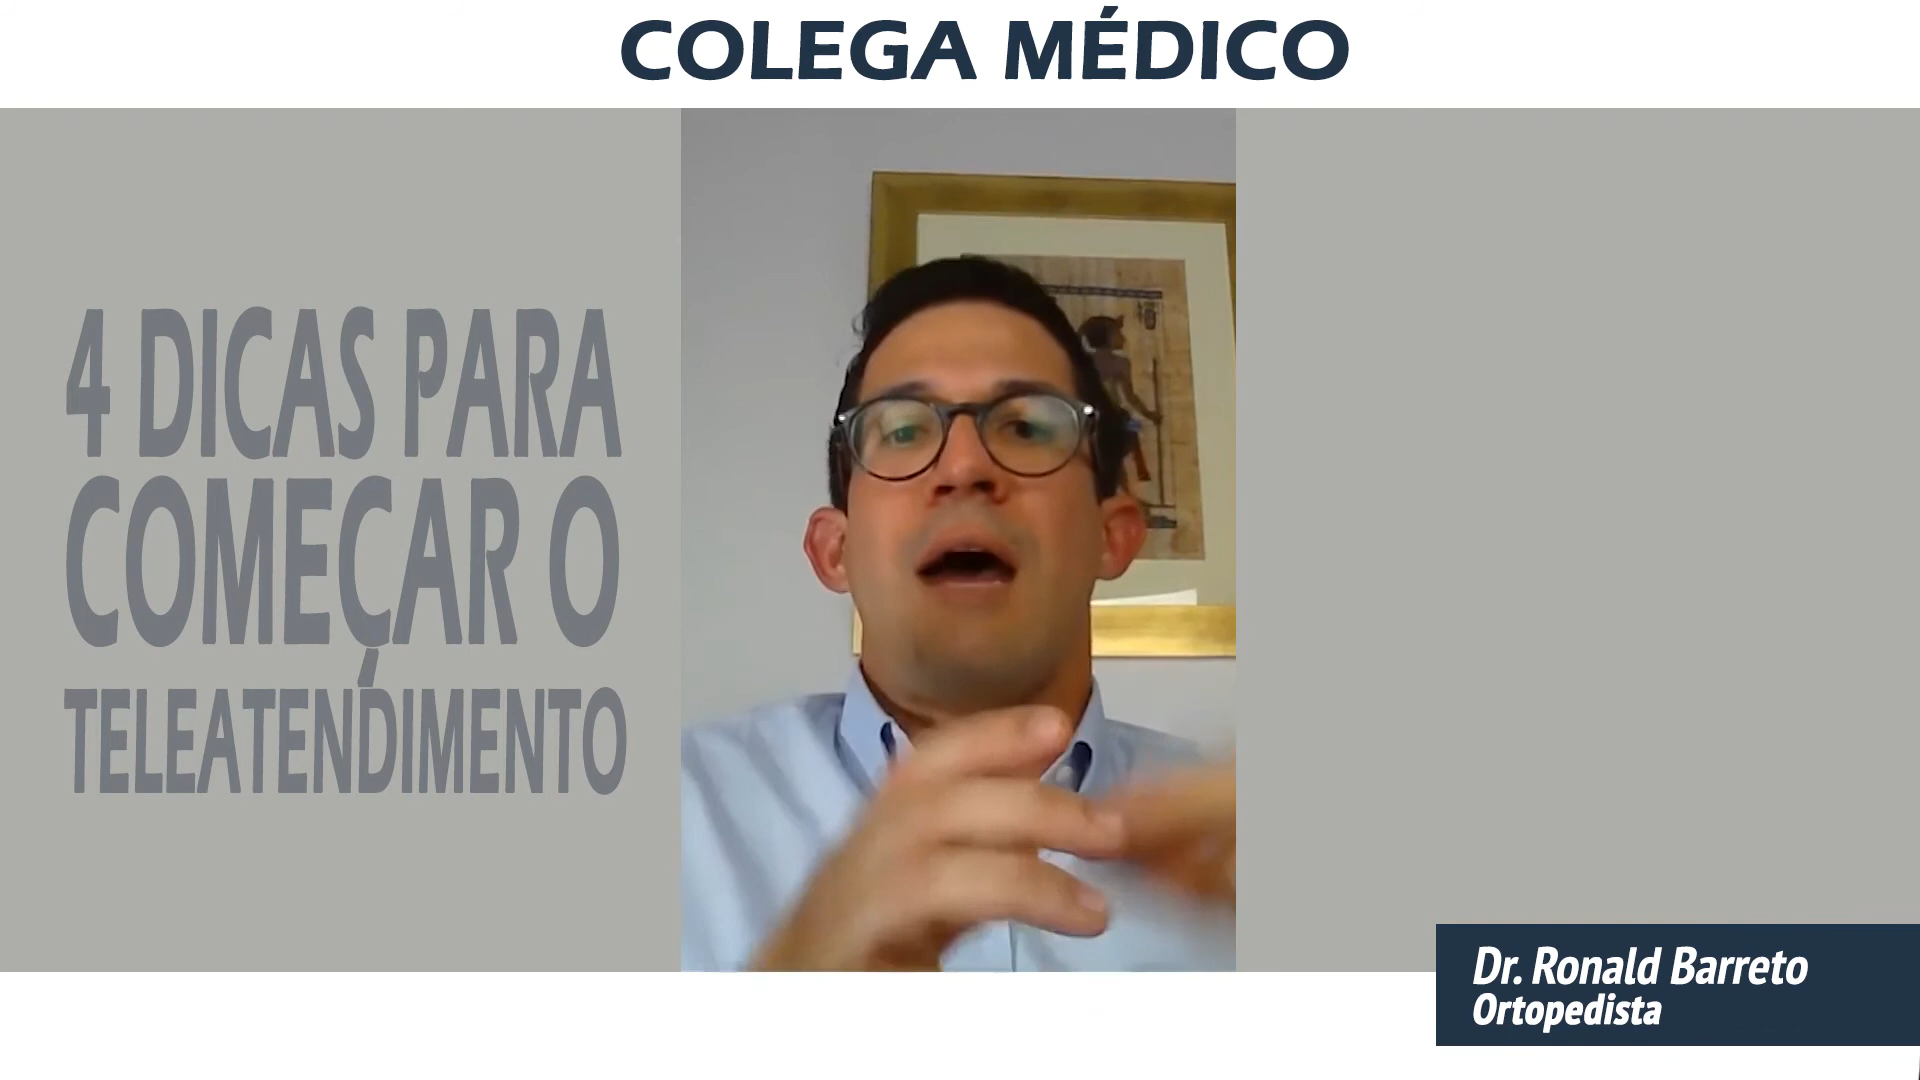 COLEGA MÉDICO
4 DICAS PARA
COMEÇAR O
TELEATENDIMENTO
Dr. Ronald Barreto
Ortopedista